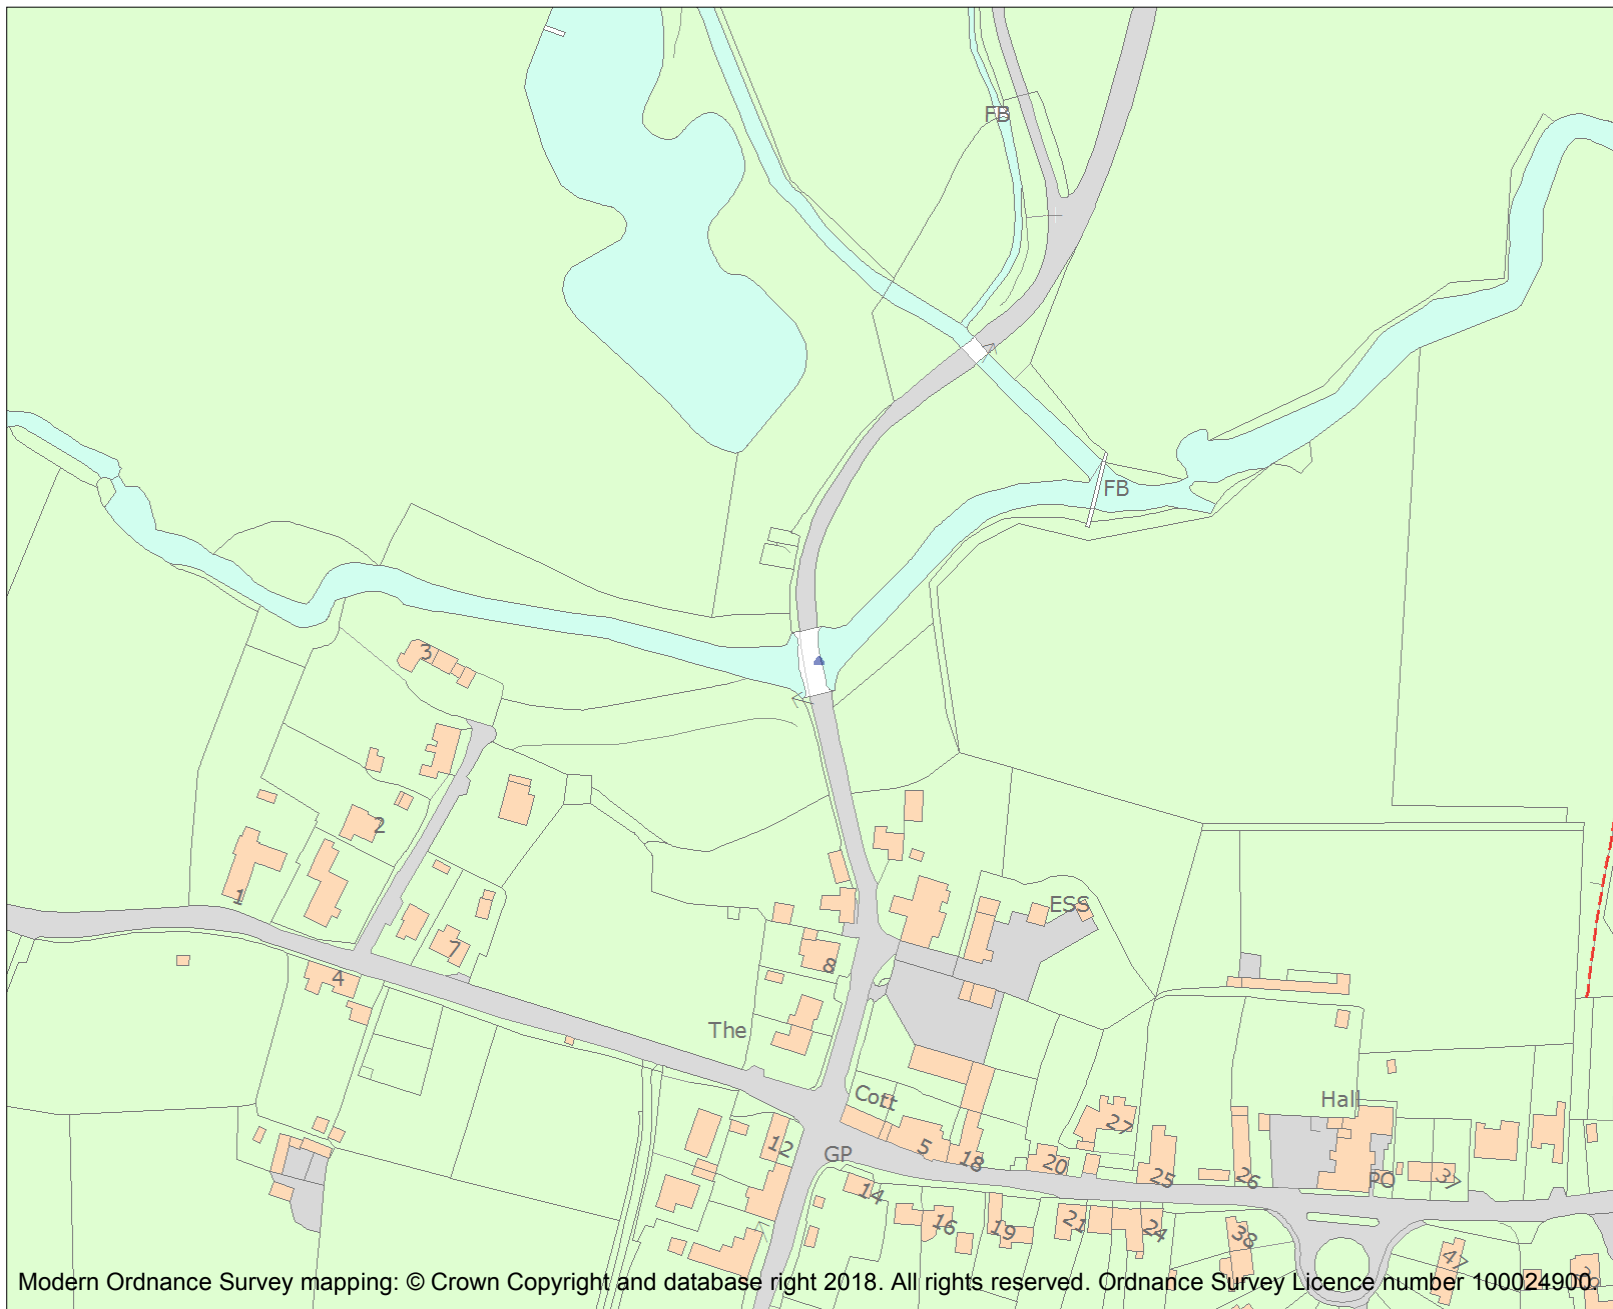 FB
FB
3
2
1
ESS
7
8
4
The
Cott
Hall
27
12
5
18
GP
20
25
26
PO
37
14
16
19
21
24
38
47
Modern Ordnance Survey mapping: © Crown Copyright and database right 2018. All rights reserved. Ordnance Survey Licence number 100024900.